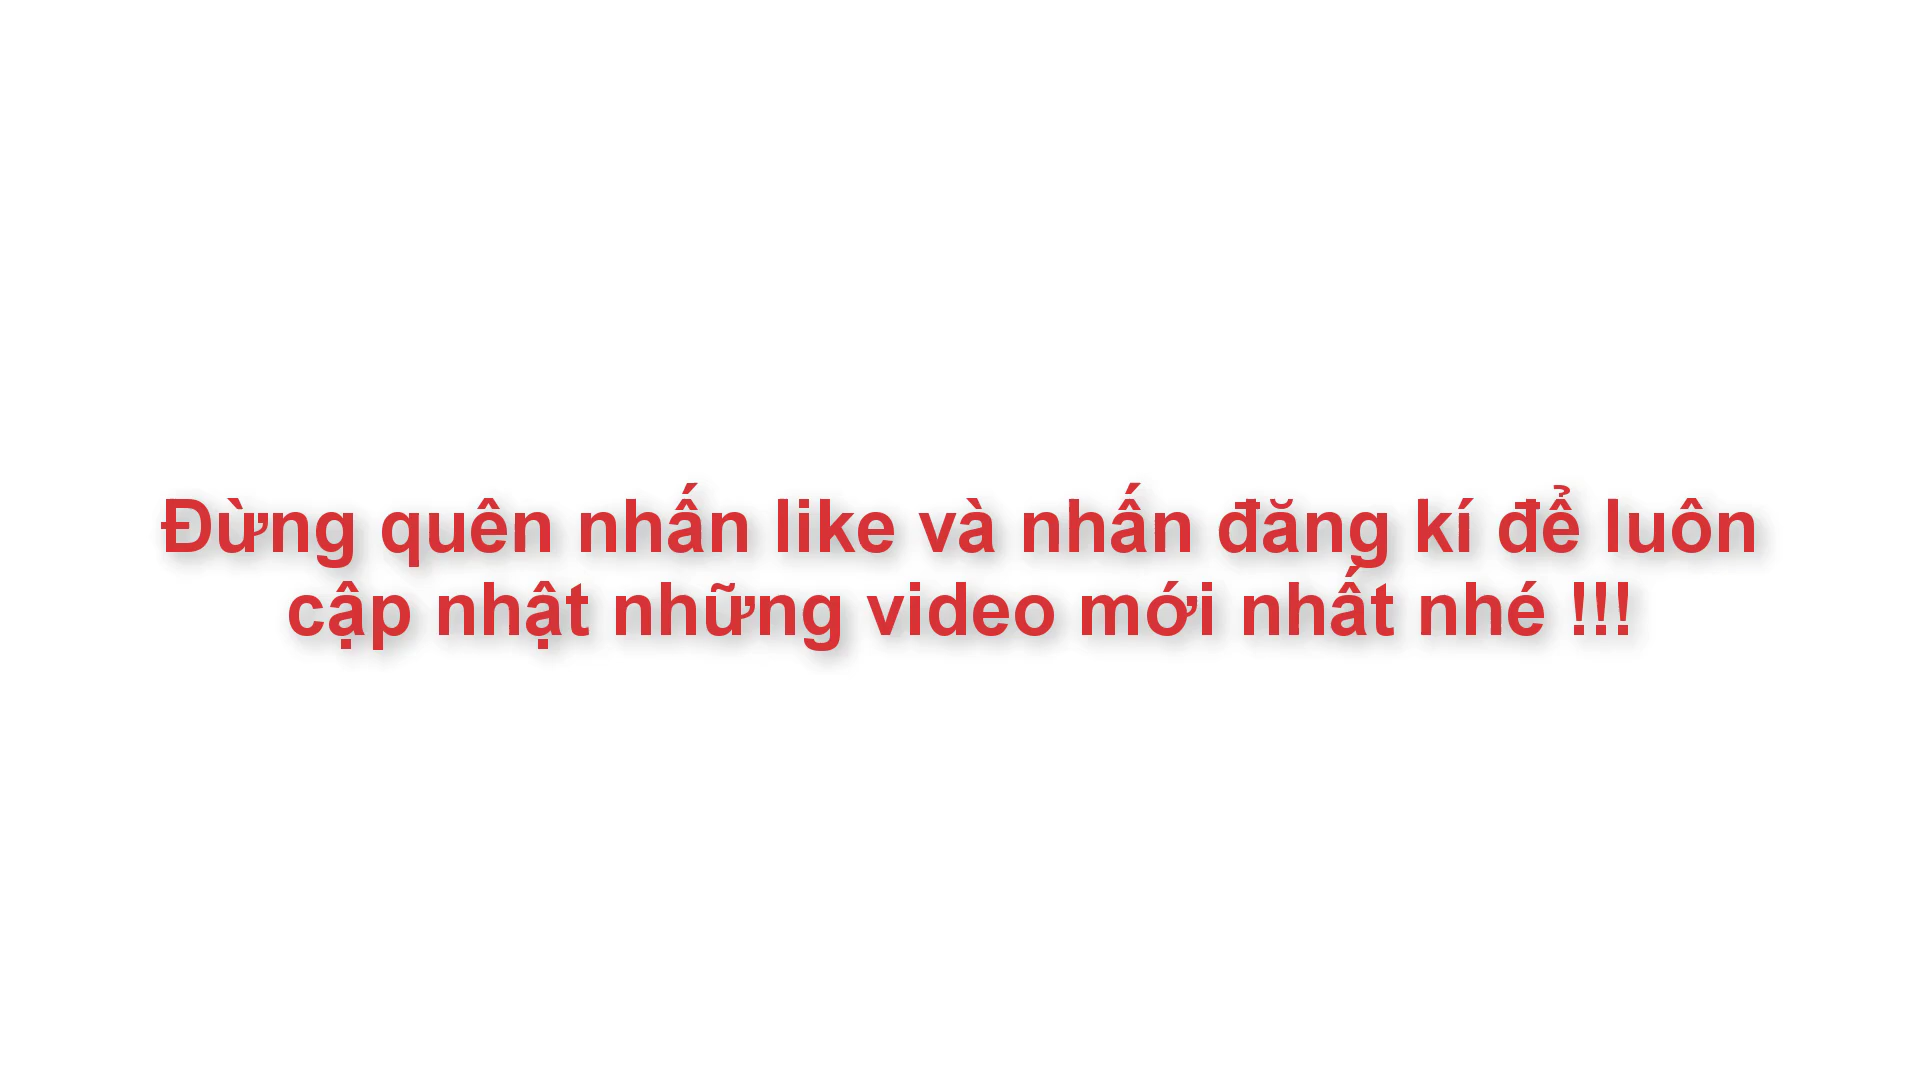 Đừng quên nhấn like và nhấn đăng kí để luôn
cập nhật những video mới nhất nhé !!!